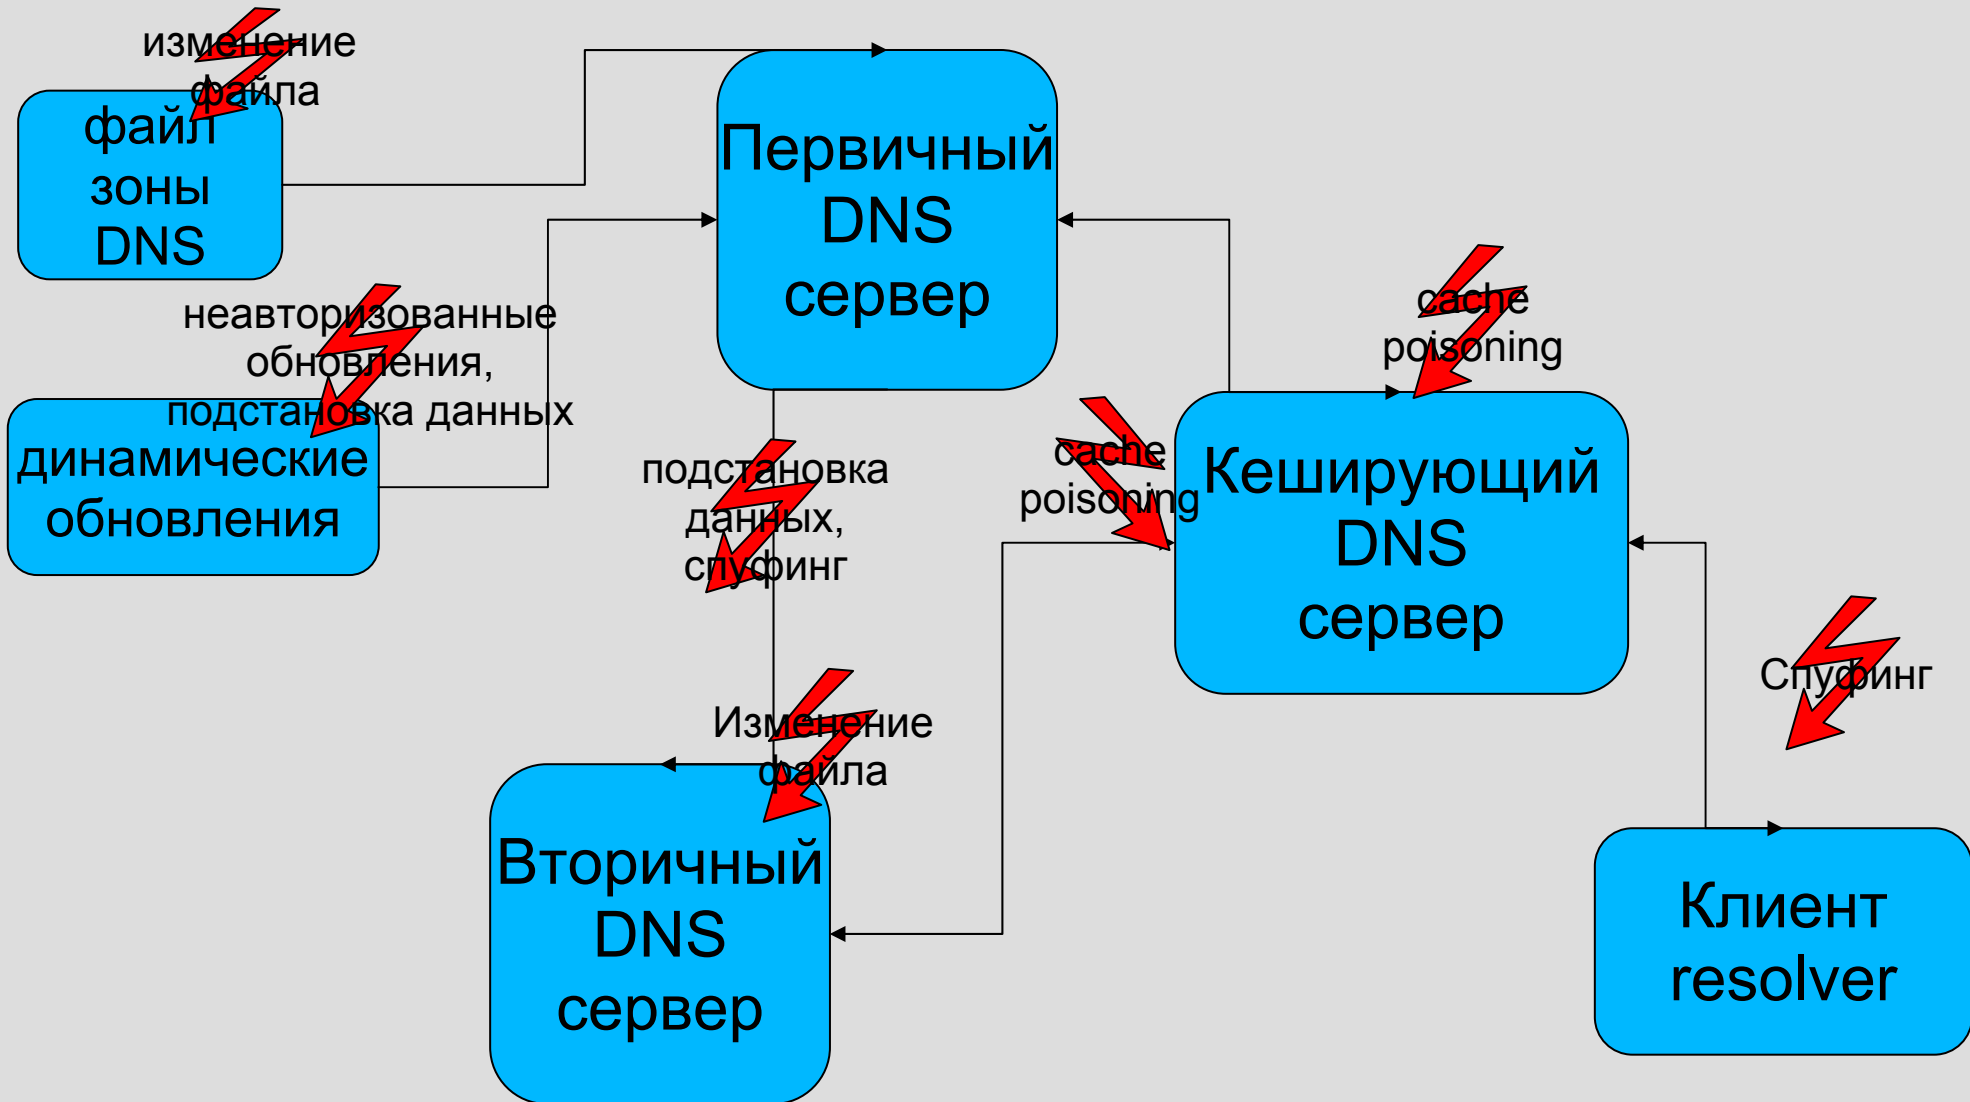 изменение
файла
файл
зоны
DNS
Первичный
DNS
сервер
неавторизованные
обновления,
подстановка данных
динамические
обновления
подстановка
данных,
спуфинг
cache
poisoning
cache
poisoning
Кеширующий
DNS
сервер
Спуфинг
Изменение
файла
Вторичный
DNS
сервер
Клиент
resolver